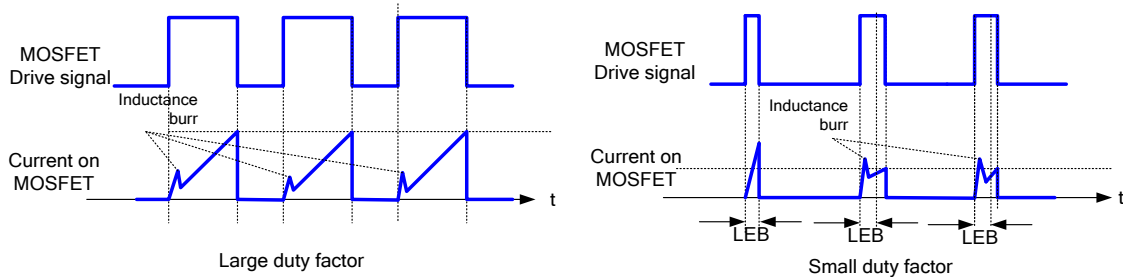 MOSFET
Drive signal
Inductance
burr
Current on
MOSFET
t
Large duty factor
MOSFET
Drive signal
Inductance
burr
Current on
MOSFET
t
LEB
LEB
LEB
Small duty factor